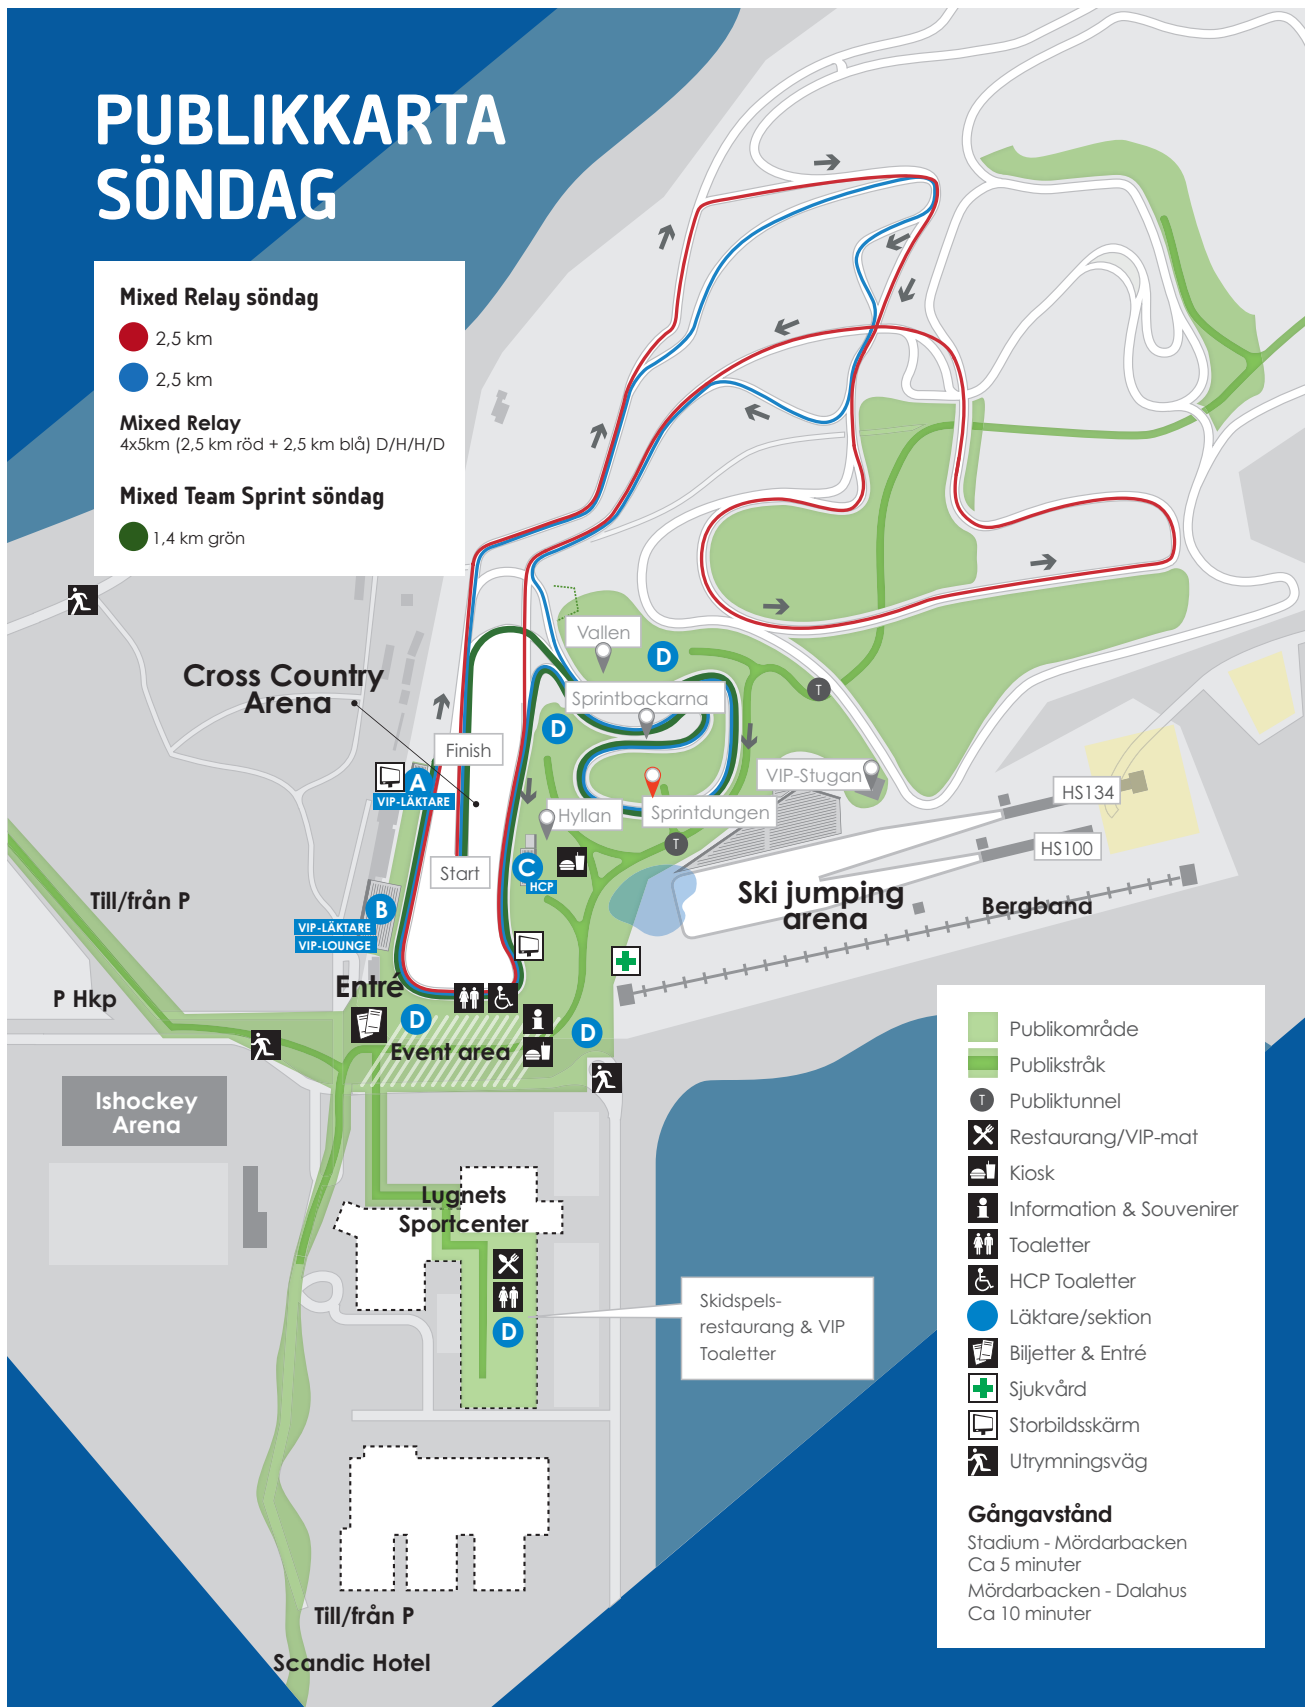 PUBLIKKARTA
SÖNDAG
Mixed Relay söndag
2,5 km
2,5 km
Mixed Relay
4x5km (2,5 km röd + 2,5 km blå) D/H/H/D
Mixed Team Sprint söndag
1,4 km grön
Vallen
D
Cross Country
Arena
Sprintbackarna
T
D
Finish
A
VIP-LÄKTARE
VIP-Stugan
HS134
Hyllan
Sprintdungen
T
HS100
Start
C
HCP
Till/från P
B
VIP-LÄKTARE
VIP-LOUNGE
Ski jumping
arena
Bergbana
Entré
P Hkp
D
D
Event area
Ishockey
Arena
Lugnets
Sportcenter
D
Skidspels-
restaurang & VIP
Toaletter
Till/från P
Scandic Hotel
Publikområde
Publikstråk
T
Publiktunnel
Restaurang/VIP-mat
Kiosk
Information & Souvenirer
Toaletter
HCP Toaletter
Läktare/sektion
Biljetter & Entré
Sjukvård
Storbildsskärm
Utrymningsväg
Gångavstånd
Stadium - Mördarbacken
Ca 5 minuter
Mördarbacken - Dalahus
Ca 10 minuter